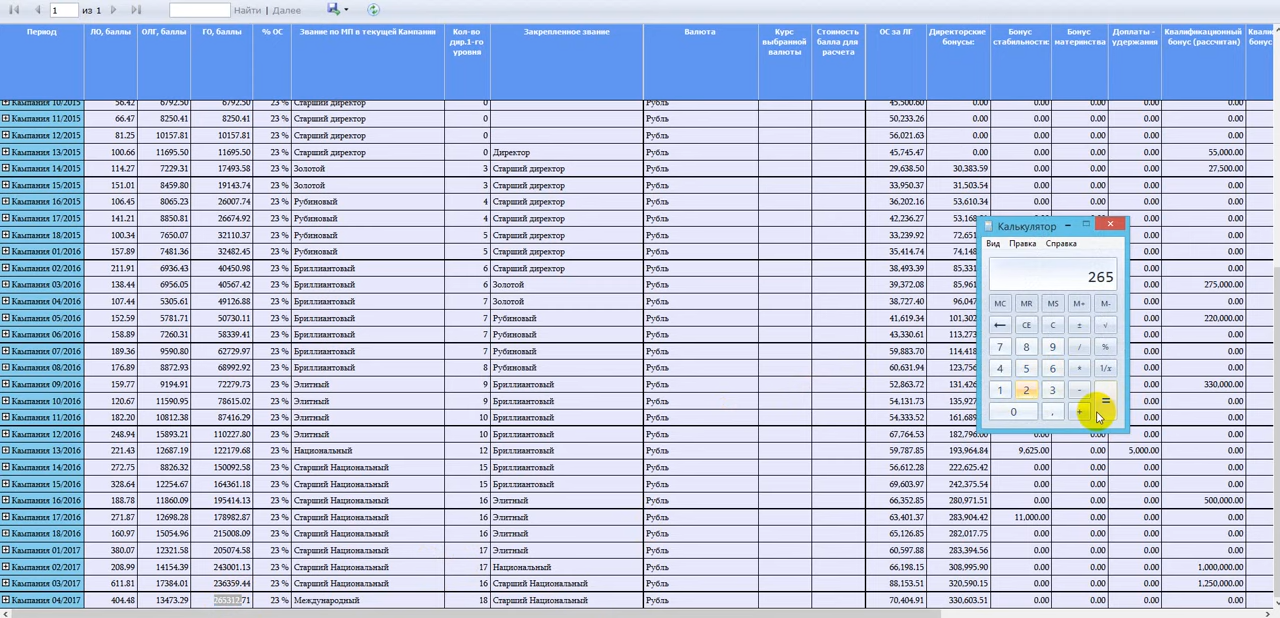 1 из 1 Найти | Далее
Период ЛО, баллы ОЛГ, баллы ГО, баллы % ОС Звание по МП в текущей Кампании Кол-во дир.1-го уровня Закрепленное звание Валюта Курс выбранной валюты Стоимость балла для расчета ОС за ЛГ Директорские бонусы: Бонус стабильности: Бонус материнства Доплаты - удержания Квалификационный бонус (рассчитан)
Кампания 10/2015 56.42 6792.50 6792.50 23 % Старший директор 0 Рубль 45,500.60 0.00 0.00 0.00 0.00 0.00
Кампания 11/2015 66.47 8250.41 8250.41 23 % Старший директор 0 Рубль 50,233.26 0.00 0.00 0.00 0.00 0.00
Кампания 12/2015 81.25 10157.81 10157.81 23 % Старший директор 0 Рубль 56,021.63 0.00 0.00 0.00 0.00 0.00
Кампания 13/2015 100.66 11695.50 11695.50 23 % Старший директор 0 Директор Рубль 45,745.47 0.00 0.00 0.00 0.00 55,000.00
Кампания 14/2015 114.27 7229.31 17493.58 23 % Золотой 3 Старший директор Рубль 29,638.50 30,383.59 0.00 0.00 0.00 27,500.00
Кампания 15/2015 151.01 8459.80 19143.74 23 % Золотой 3 Старший директор Рубль 33,950.37 31,503.54 0.00 0.00 0.00 0.00
Кампания 16/2015 106.45 8065.23 26007.74 23 % Рубиновый 4 Старший директор Рубль 36,202.16 53,610.34 0.00 0.00 0.00 0.00
Кампания 17/2015 141.21 8850.81 26674.92 23 % Рубиновый 4 Старший директор Рубль 42,236.27 53,168. 0.00
Кампания 18/2015 100.34 7650.07 32110.37 23 % Рубиновый 5 Старший директор Рубль 33,239.92 72,651 0.00
Кампания 01/2016 157.89 7481.36 32482.45 23 % Рубиновый 5 Старший директор Рубль 35,414.74 74,159 0.00
Кампания 02/2016 211.91 6936.43 40450.98 23 % Бриллиантовый 6 Старший директор Рубль 38,493.39 85,331 0.00
Кампания 03/2016 138.44 6956.05 40567.42 23 % Бриллиантовый 6 Золотой Рубль 39,372.08 85,961 275,000.00
Кампания 04/2016 107.44 5305.61 49126.88 23 % Бриллиантовый 7 Золотой Рубль 38,727.40 96,047 0.00
Кампания 05/2016 152.59 5781.71 50730.11 23 % Бриллиантовый 7 Рубиновый Рубль 41,619.34 101,302 220,000.00
Кампания 06/2016 158.89 7260.31 58339.41 23 % Бриллиантовый 7 Рубиновый Рубль 43,330.61 113,273 0.00
Кампания 07/2016 189.36 9590.80 62729.97 23 % Бриллиантовый 7 Рубиновый Рубль 59,883.70 114,418 0.00
Кампания 08/2016 176.89 8872.93 68992.92 23 % Бриллиантовый 8 Рубиновый Рубль 60,631.94 123,756 0.00
Кампания 09/2016 159.77 9194.91 72279.73 23 % Элитный 9 Бриллиантовый Рубль 52,863.72 131,426 330,000.00
Кампания 10/2016 120.67 11590.95 78615.02 23 % Элитный 9 Бриллиантовый Рубль 54,131.73 135,927 0.00
Кампания 11/2016 182.20 10812.38 87416.29 23 % Элитный 10 Бриллиантовый Рубль 54,333.52 161,689 0.00
Кампания 12/2016 248.94 15893.21 110227.80 23 % Элитный 10 Бриллиантовый Рубль 67,764.53 182,796.00 0.00 0.00 0.00 0.00
Кампания 13/2016 221.43 12687.19 122179.68 23 % Национальный 12 Бриллиантовый Рубль 59,787.85 193,964.84 9,625.00 0.00 5,000.00 0.00
Кампания 14/2016 272.75 8826.32 150092.58 23 % Старший Национальный 15 Бриллиантовый Рубль 56,612.28 222,625.42 0.00 0.00 0.00 0.00
Кампания 15/2016 328.64 12254.67 164361.18 23 % Старший Национальный 15 Бриллиантовый Рубль 69,603.97 242,375.54 0.00 0.00 0.00 0.00
Кампания 16/2016 188.78 11860.09 195414.13 23 % Старший Национальный 16 Элитный Рубль 66,352.85 280,971.51 0.00 0.00 0.00 500,000.00
Кампания 17/2016 271.87 12698.28 178982.87 23 % Старший Национальный 16 Элитный Рубль 63,401.37 283,904.42 11,000.00 0.00 0.00 0.00
Кампания 18/2016 160.97 15054.96 215008.09 23 % Старший Национальный 16 Элитный Рубль 65,126.85 282,017.75 0.00 0.00 0.00 0.00
Кампания 01/2017 380.07 12321.58 205074.58 23 % Старший Национальный 17 Элитный Рубль 60,597.88 283,394.56 0.00 0.00 0.00 0.00
Кампания 02/2017 208.99 14154.39 243001.13 23 % Старший Национальный 17 Национальный Рубль 66,198.15 308,995.90 0.00 0.00 0.00 1,000,000.00
Кампания 03/2017 611.81 17384.01 236359.44 23 % Старший Национальный 16 Старший Национальный Рубль 88,153.51 320,590.15 0.00 0.00 0.00 1,250,000.00
Кампания 04/2017 404.48 13473.29 265312.71 23 % Международный 18 Старший Национальный Рубль 70,404.91 330,603.51 0.00 0.00 0.00 0.00
Калькулятор
Вид Правка Справка
265
MC MR MS M+ M-
← CE C ± √
7 8 9 / %
4 5 6 * 1/x
1 2 3 - =
0 , +